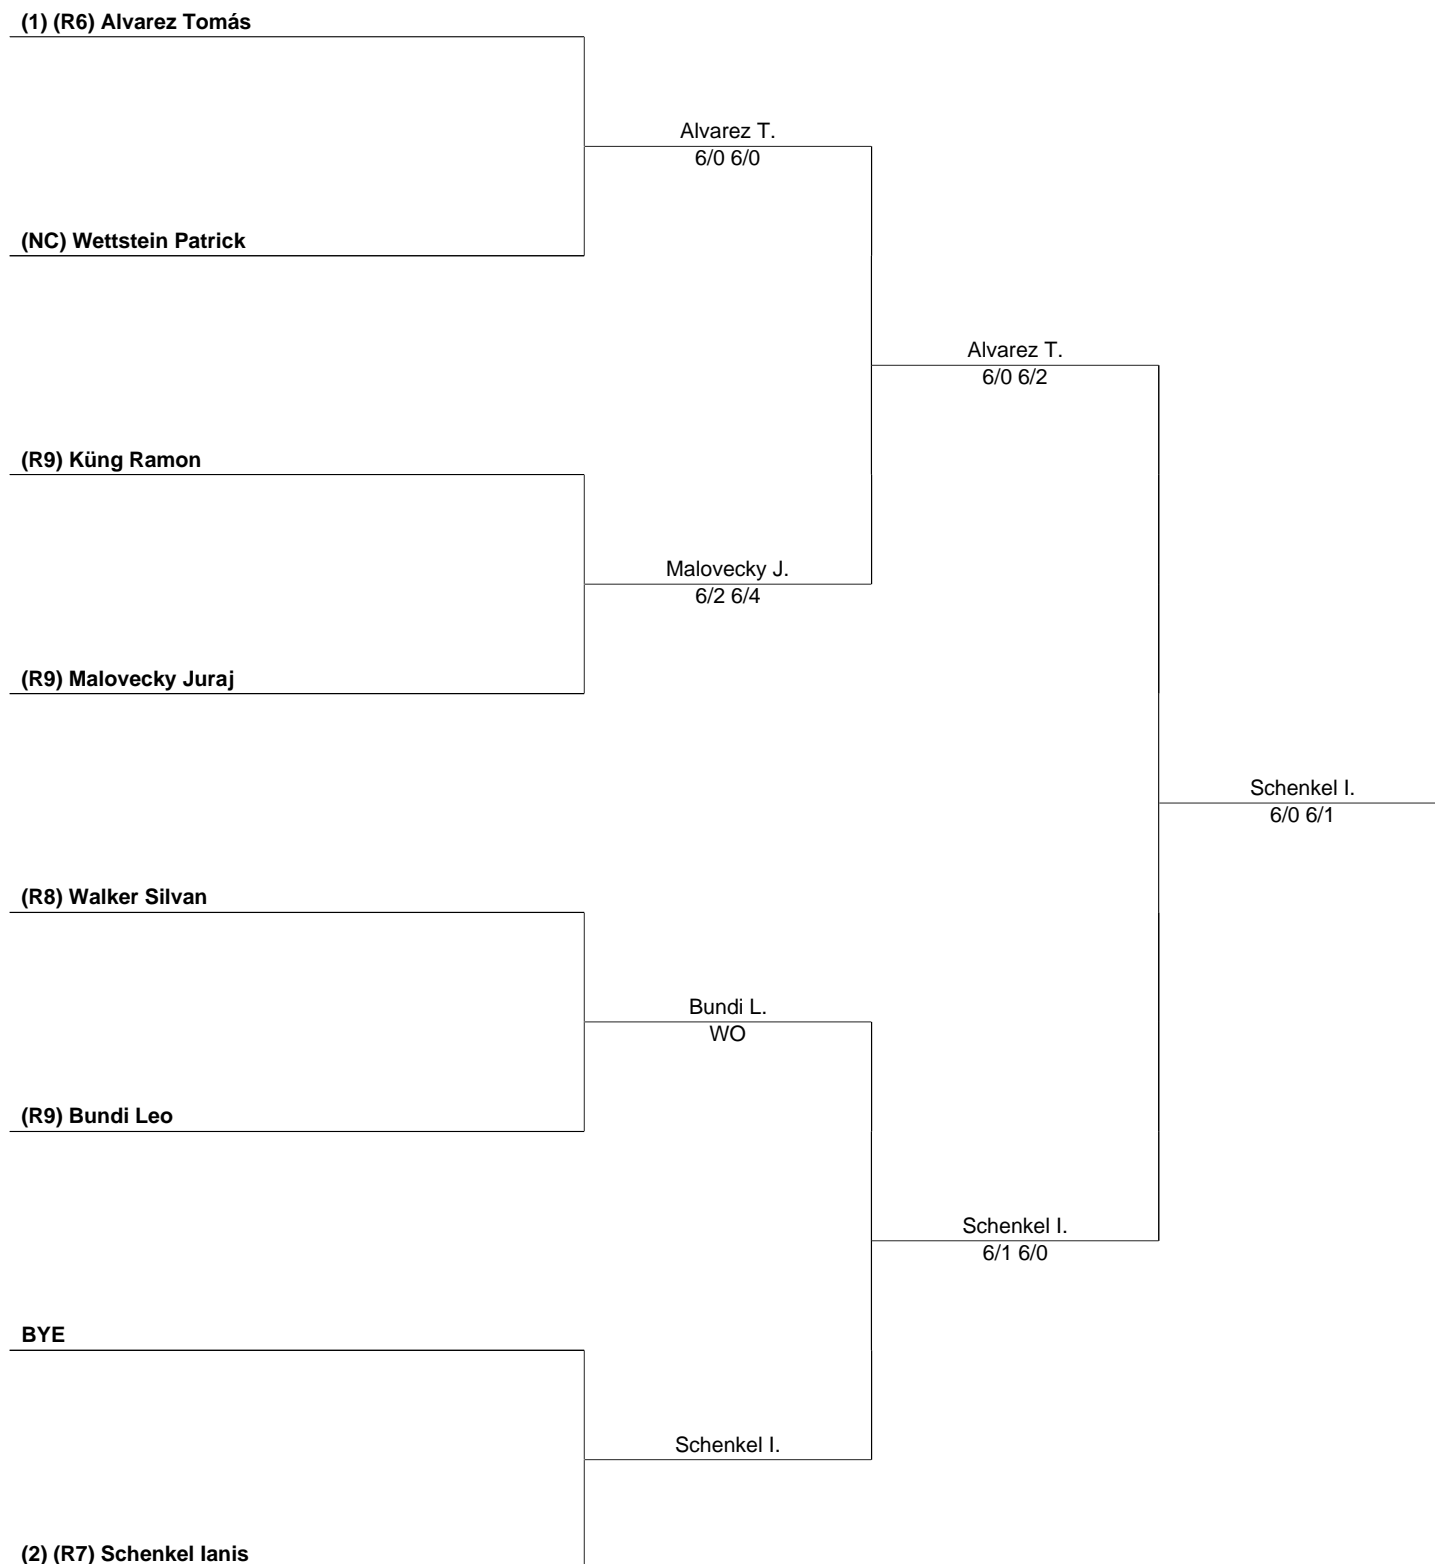 (1) (R6) Alvarez Tomás
Alvarez T.
6/0 6/0
(NC) Wettstein Patrick
Alvarez T.
6/0 6/2
(R9) Küng Ramon
Malovecky J.
6/2 6/4
(R9) Malovecky Juraj
Schenkel I.
6/0 6/1
(R8) Walker Silvan
Bundi L.
WO
(R9) Bundi Leo
Schenkel I.
6/1 6/0
BYE
Schenkel I.
(2) (R7) Schenkel Ianis